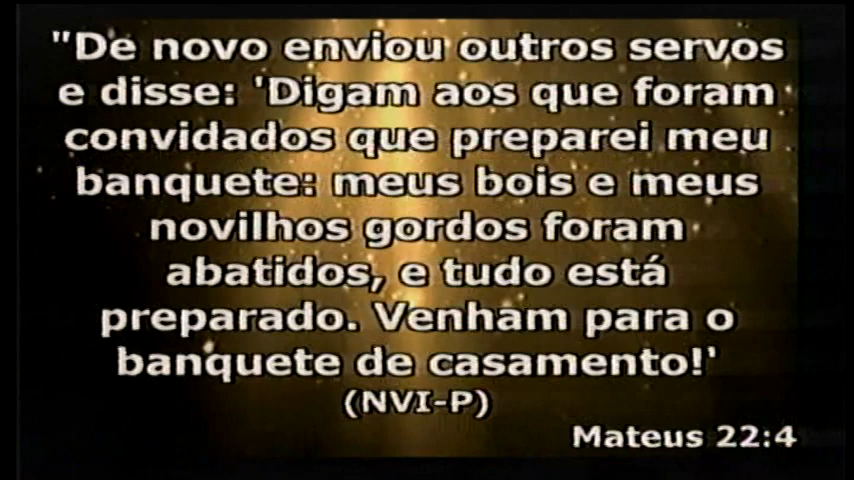 "De novo enviou outros servos
e disse: 'Digam aos que foram
convidados que preparei meu
banquete: meus bois e meus
novilhos gordos foram
abatidos, e tudo está
preparado. Venham para o
banquete de casamento!'
(NVI-P)
Mateus 22:4